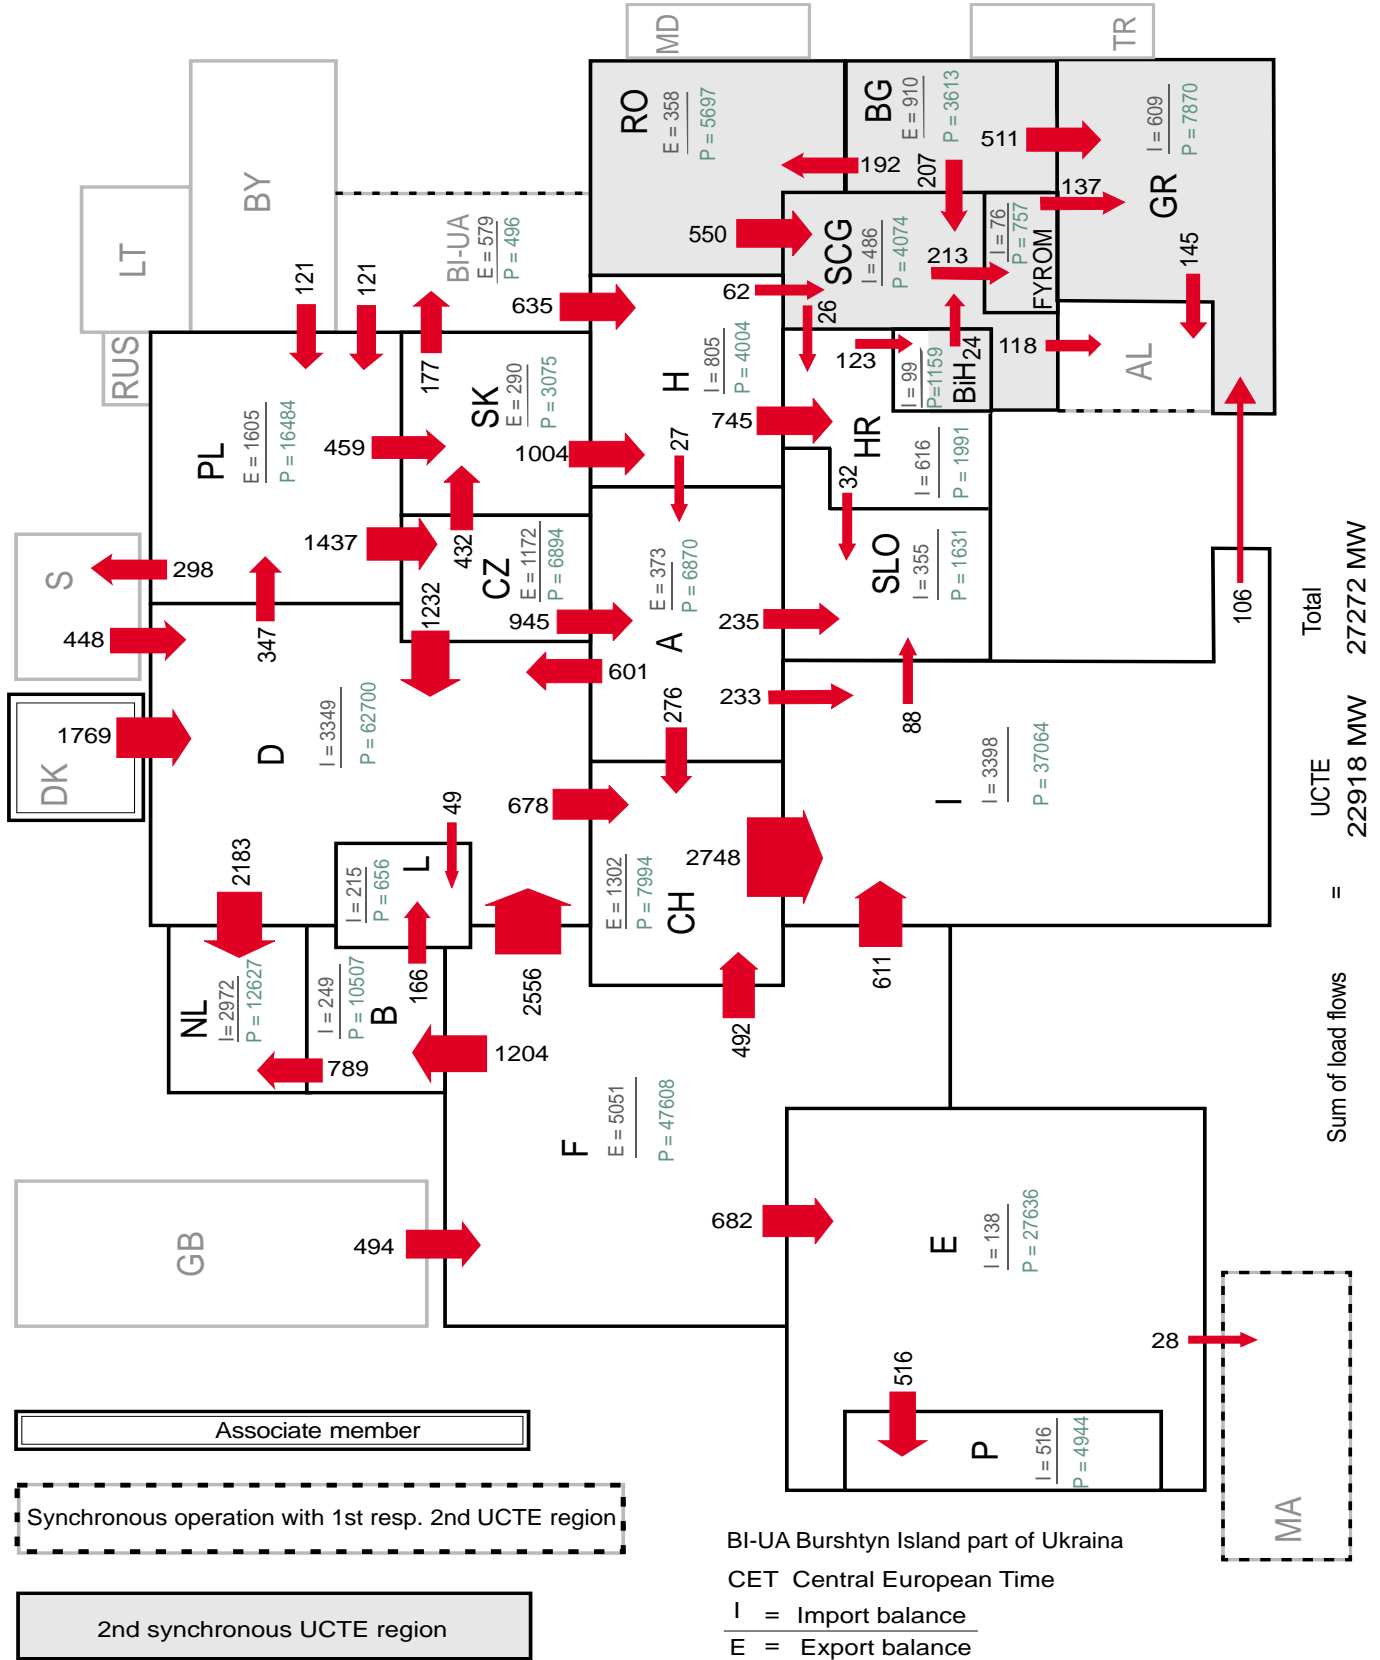 MD
TR
RO
E = 358
P = 5697
BG
E = 910
P = 3613
I = 609
P = 7870
GR
511
137
192
207
BY
LT
RUS
BI-UA
E = 579
P = 496
550
SCG
I = 486
P = 4074
I = 76
P = 757
FYROM
213
145
121
121
635
62
26
177
123
I = 99
P=1159
BiH
24
118
AL
PL
E = 1605
P = 16484
SK
E = 290
P = 3075
H
I = 805
P = 4004
459
1004
745
27
HR
I = 616
P = 1991
32
S
298
1437
432
CZ
E = 1172
P = 6894
A
E = 373
P = 6870
SLO
I = 355
P = 1631
448
347
1232
945
235
106
601
DK
1769
D
I = 3349
P = 62700
276
233
88
I
I = 3398
P = 37064
678
49
2183
I = 215
P = 656
L
E = 1302
P = 7994
CH
2748
NL
I = 2972
P = 12627
I = 249
P = 10507
B
166
2556
611
492
789
1204
F
E = 5051
P = 47608
GB
494
682
E
I = 138
P = 27636
28
516
P
I = 516
P = 4944
MA
Sum of load flows = UCTE 22918 MW Total 27272 MW
Associate member
Synchronous operation with 1st resp. 2nd UCTE region
2nd synchronous UCTE region
BI-UA Burshtyn Island part of Ukraina
CET Central European Time
I = Import balance
E = Export balance